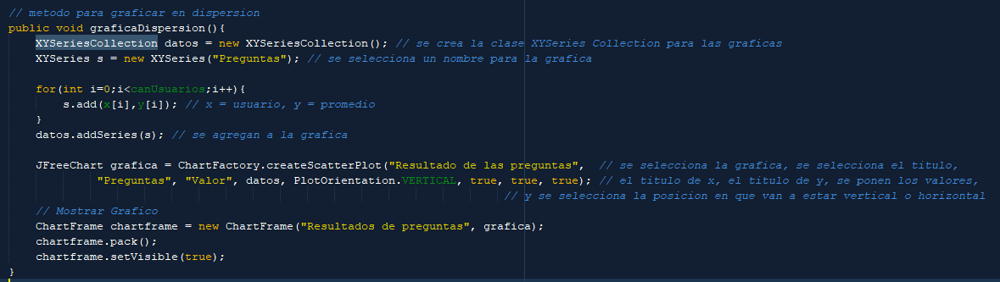 // metodo para graficar en dispersion
public void graficaDispersion(){
XYSeriesCollection datos = new XYSeriesCollection(); // se crea la clase XYSeries Collection para las graficas
XYSeries s = new XYSeries("Preguntas"); // se selecciona un nombre para la grafica
for(int i=0;i<canUsuarios;i++){
s.add(x[i],y[i]); // x = usuario, y = promedio
}
datos.addSeries(s); // se agregan a la grafica
JFreeChart grafica = ChartFactory.createScatterPlot("Resultado de las preguntas",  // se selecciona la grafica, se selecciona el titulo,
"Preguntas", "Valor", datos, PlotOrientation.VERTICAL, true, true, true); // el titulo de x, el titulo de y, se ponen los valores,
// y se selecciona la posicion en que van a estar vertical o horizontal
// Mostrar Grafico
ChartFrame chartframe = new ChartFrame("Resultados de preguntas", grafica);
chartframe.pack();
chartframe.setVisible(true);
}